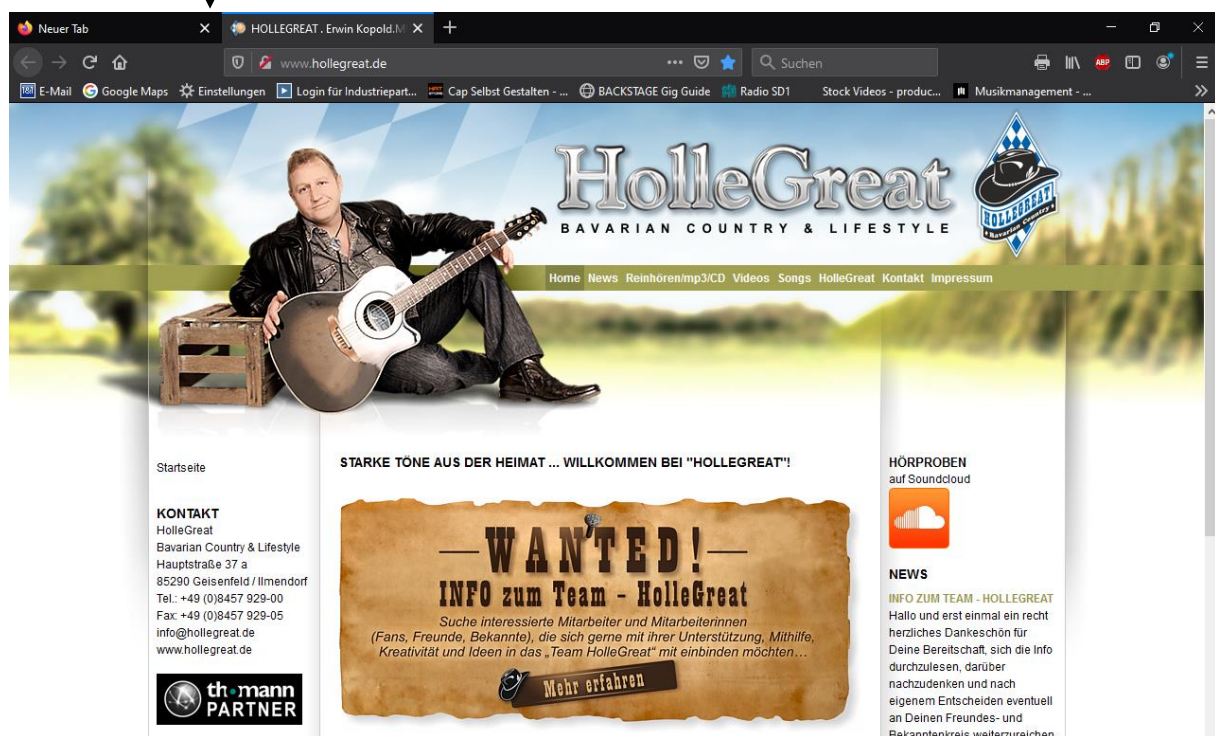 Neuer Tab
HOLLEGREAT . Erwin Kopold.M
www.hollegreat.de
Suchen
E-Mail
Google Maps
Einstellungen
Login für Industriepart...
Cap Selbst Gestalten - ...
BACKSTAGE Gig Guide
Radio SD1
Stock Videos - produc...
Musikmanagement - ...
ABP
HolleGreat
BAVARIAN COUNTRY & LIFESTYLE
HOLLEGREAT
Bavarian Country
Home News Reinhören/mp3/CD Videos Songs HolleGreat Kontakt Impressum
Startseite
KONTAKT
HolleGreat
Bavarian Country & Lifestyle
Hauptstraße 37 a
85290 Geisenfeld / Ilmendorf
Tel.: +49 (0)8457 929-00
Fax: +49 (0)8457 929-05
info@hollegreat.de
www.hollegreat.de
th•mann
PARTNER
STARKE TÖNE AUS DER HEIMAT ... WILLKOMMEN BEI "HOLLEGREAT"!
WANTED!
INFO zum Team - HolleGreat
Suche interessierte Mitarbeiter und Mitarbeiterinnen
(Fans, Freunde, Bekannte), die sich gerne mit ihrer Unterstützung, Mithilfe,
Kreativität und Ideen in das „Team HolleGreat“ mit einbinden möchten…
Mehr erfahren
HÖRPROBEN
auf Soundcloud
NEWS
INFO ZUM TEAM - HOLLEGREAT
Hallo und erst einmal ein recht
herzliches Dankeschön für
Deine Bereitschaft, sich die Info
durchzulesen, darüber
nachzudenken und nach
eigenem Entscheiden eventuell
an Deinen Freundes- und
Bekanntenkreis weiterzureichen